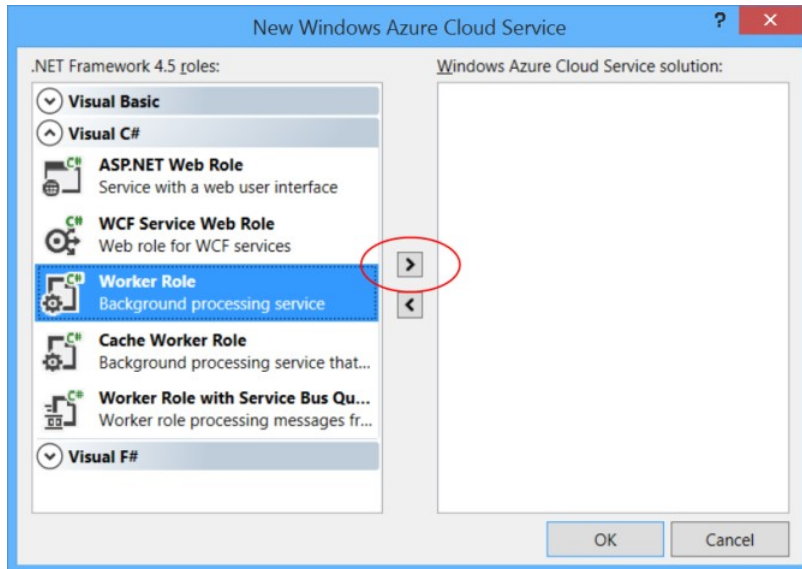 New Windows Azure Cloud Service
?
.NET Framework 4.5 roles:
Windows Azure Cloud Service solution:
Visual Basic
Visual C#
C#
ASP.NET Web Role
Service with a web user interface
C#
WCF Service Web Role
Web role for WCF services
C#
Worker Role
Background processing service
C#
Cache Worker Role
Background processing service that...
C#
Worker Role with Service Bus Qu...
Worker role processing messages fr...
Visual F#
OK
Cancel